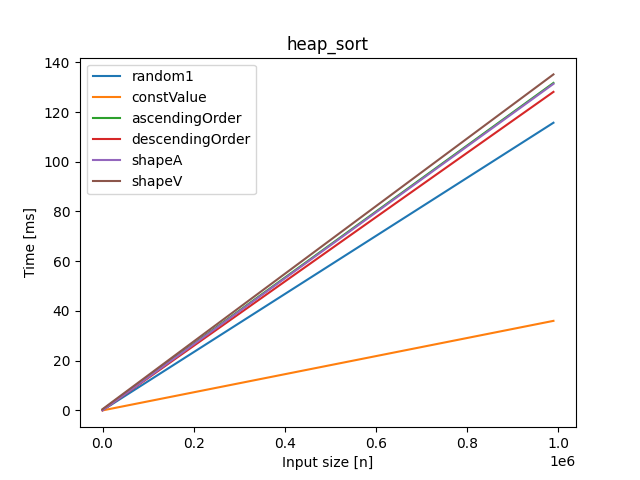 heap_sort
random1
constValue
ascendingOrder
descendingOrder
shapeA
shapeV
Time [ms]
140
120
100
80
60
40
20
0
0.0 0.2 0.4 0.6 0.8 1.0
1e6
Input size [n]